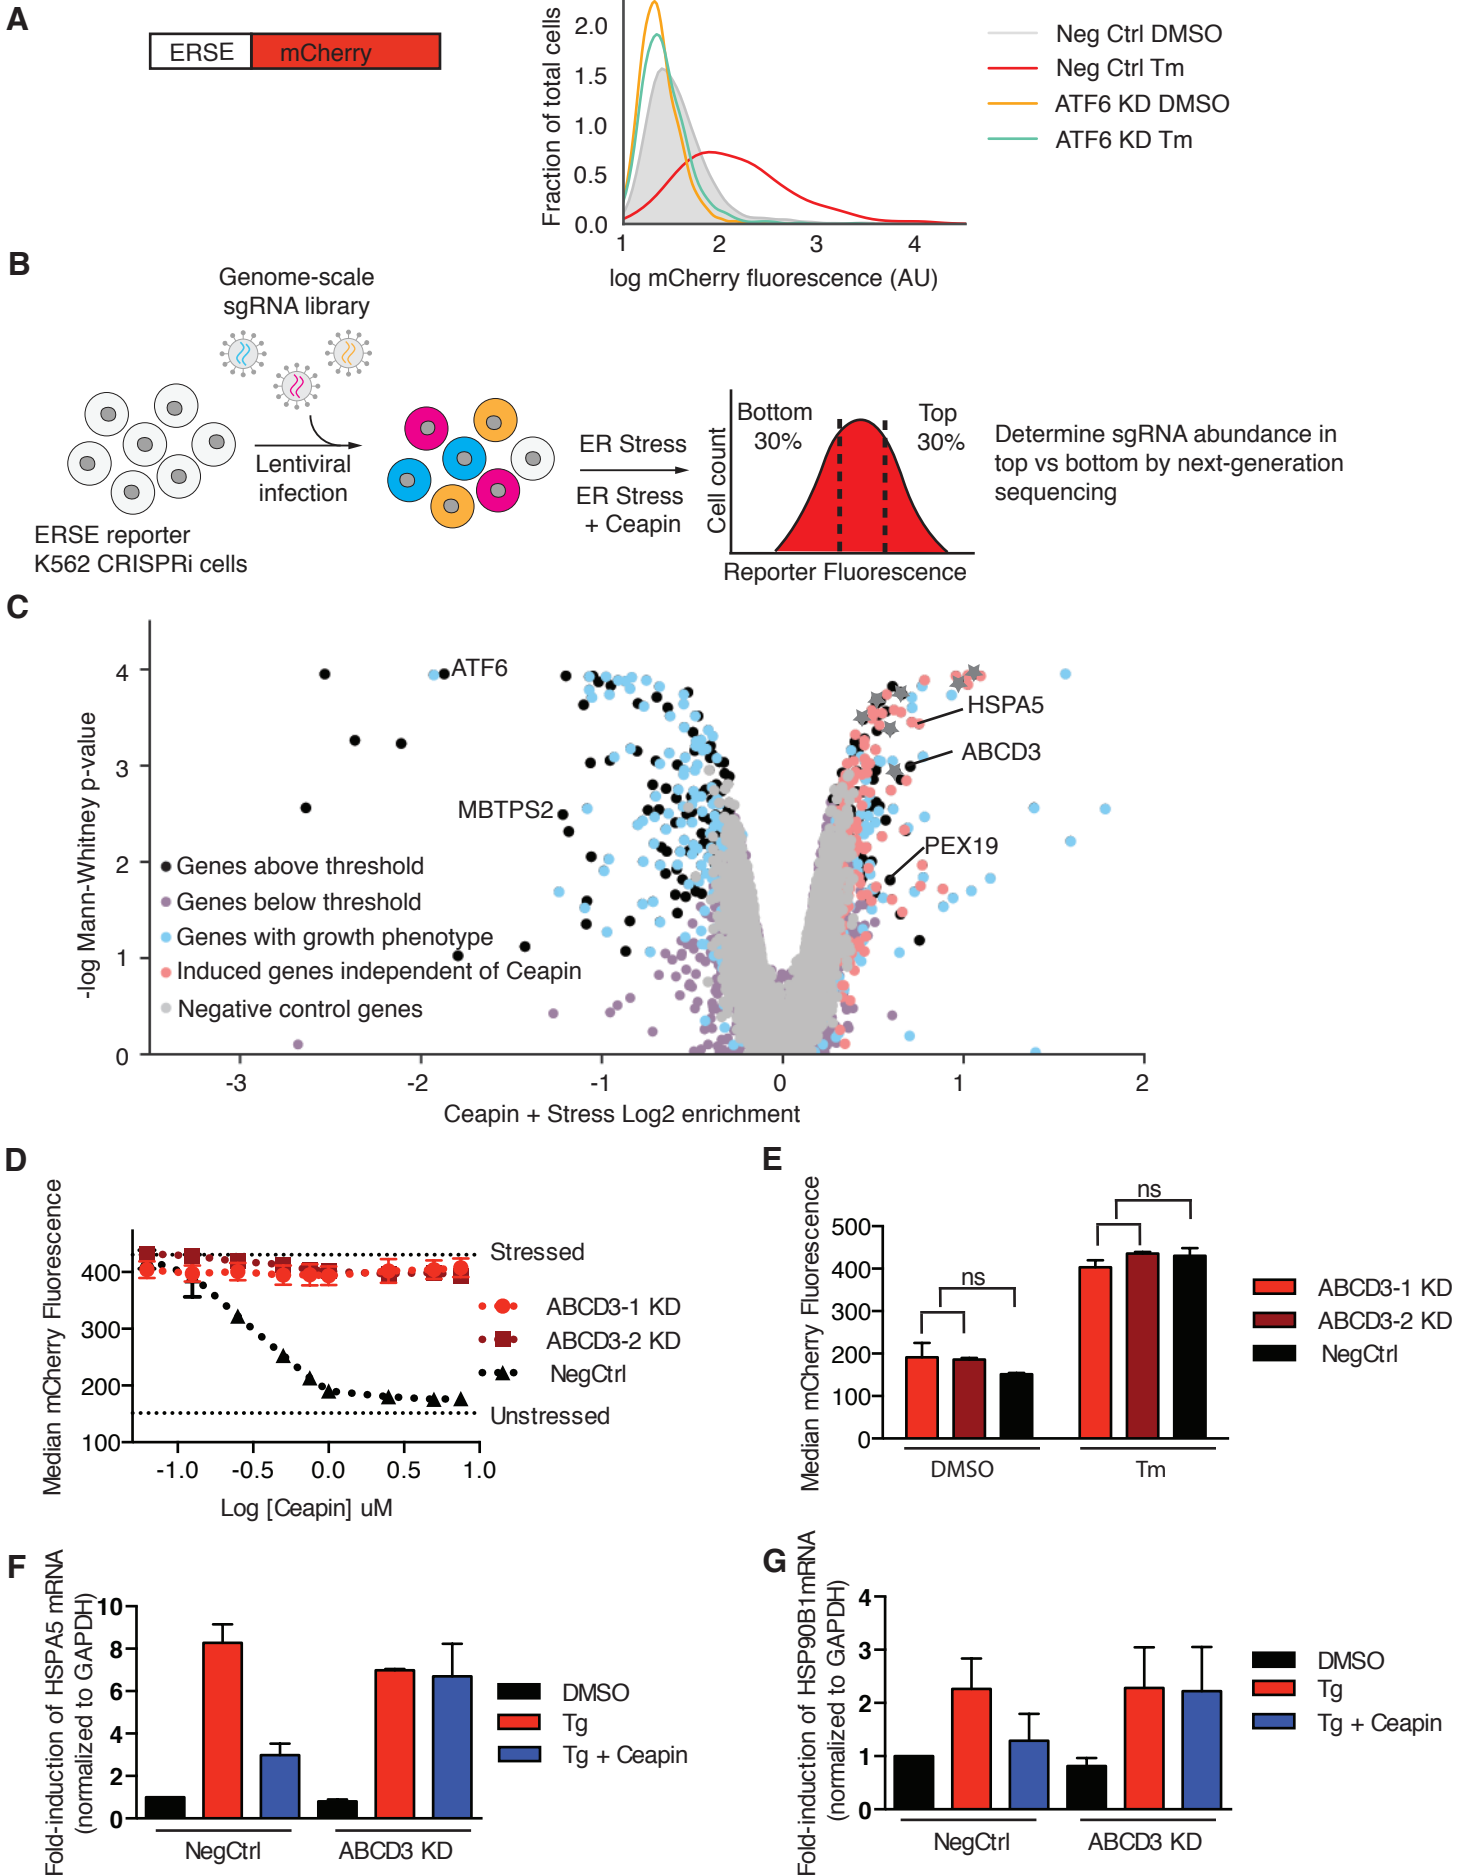 A
ERSE mCherry
Fraction of total cells
2.0
1.5
1.0
0.5
0.0
1 2 3 4
log mCherry fluorescence (AU)
Neg Ctrl DMSO
Neg Ctrl Tm
ATF6 KD DMSO
ATF6 KD Tm
B
Genome-scale
sgRNA library
Lentiviral
infection
ERSE reporter
K562 CRISPRi cells
ER Stress
ER Stress
+ Ceapin
Cell count
Bottom
30%
Top
30%
Reporter Fluorescence
Determine sgRNA abundance in
top vs bottom by next-generation
sequencing
C
-log Mann-Whitney p-value
4
3
2
1
0
ATF6
MBTPS2
HSPA5
ABCD3
PEX19
Genes above threshold
Genes below threshold
Genes with growth phenotype
Induced genes independent of Ceapin
Negative control genes
-3 -2 -1 0 1 2
Ceapin + Stress Log2 enrichment
D
Median mCherry Fluorescence
400
300
200
100
Stressed
ABCD3-1 KD
ABCD3-2 KD
NegCtrl
Unstressed
-1.0 -0.5 0.0 0.5 1.0
Log [Ceapin] uM
E
Median mCherry Fluorescence
500
400
300
200
100
0
ns
ns
DMSO Tm
ABCD3-1 KD
ABCD3-2 KD
NegCtrl
F
Fold-induction of HSPA5 mRNA
(normalized to GAPDH)
10
8
6
4
2
0
NegCtrl ABCD3 KD
DMSO
Tg
Tg + Ceapin
G
Fold-induction of HSP90B1mRNA
(normalized to GAPDH)
4
3
2
1
0
NegCtrl ABCD3 KD
DMSO
Tg
Tg + Ceapin